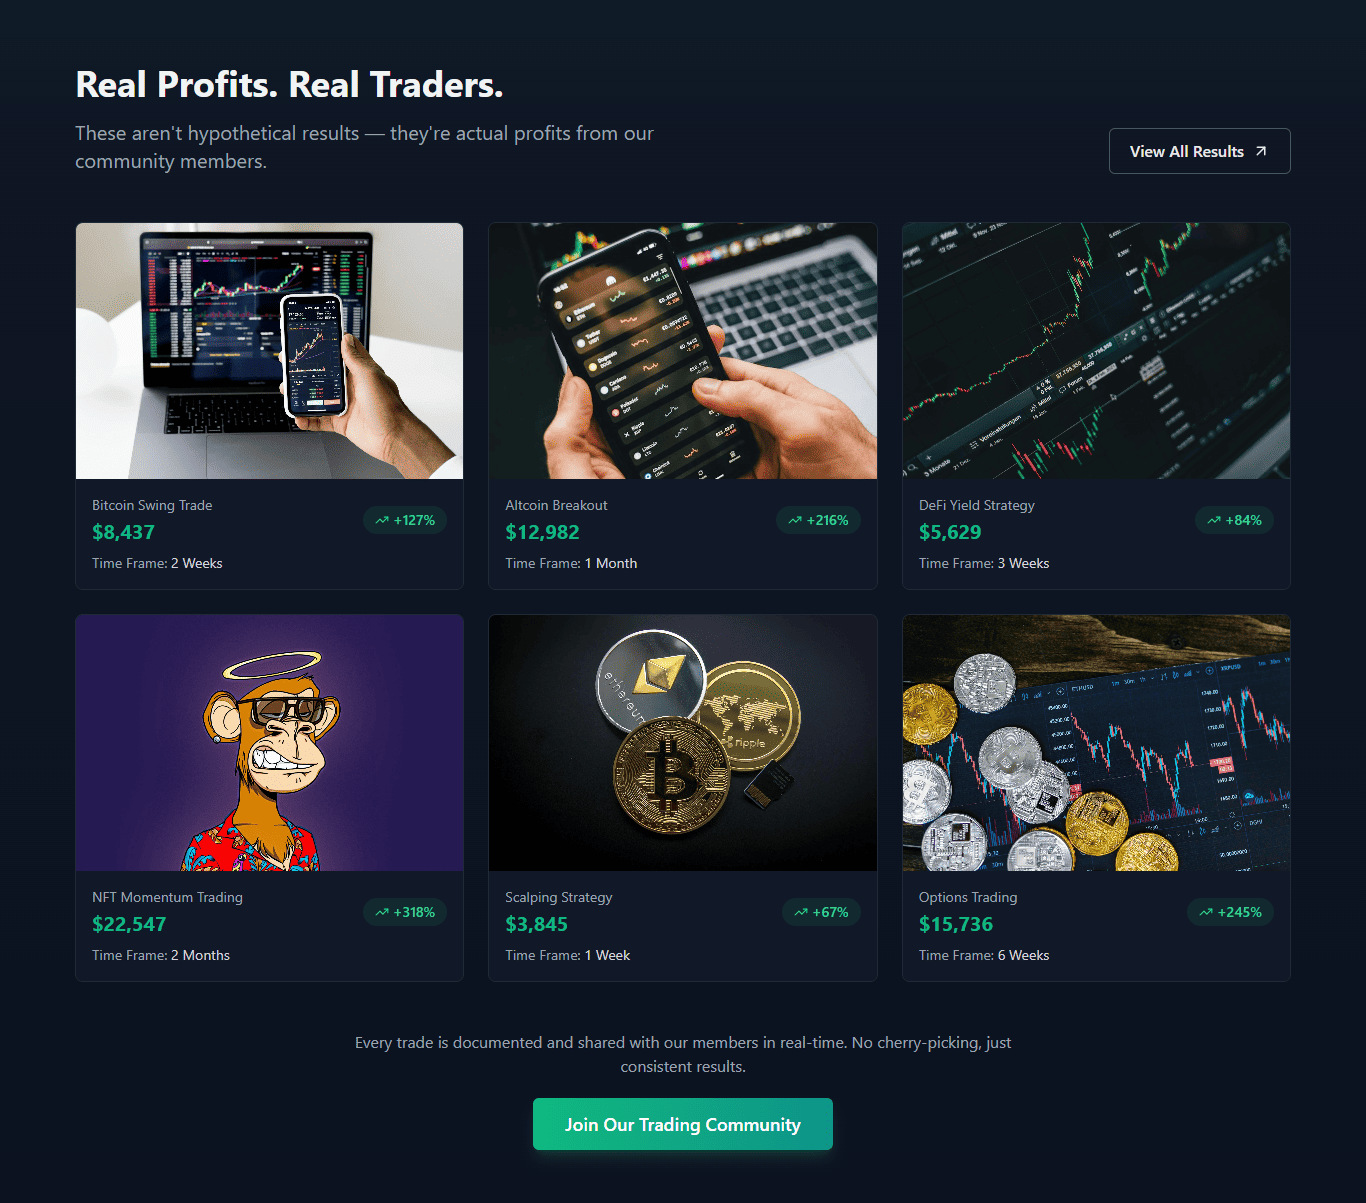 Real Profits. Real Traders.
These aren't hypothetical results — they're actual profits from our
community members.
View All Results
Bitcoin Swing Trade
$8,437
+127%
Time Frame: 2 Weeks
Altcoin Breakout
$12,982
+216%
Time Frame: 1 Month
DeFi Yield Strategy
$5,629
+84%
Time Frame: 3 Weeks
ethereum
ripple
NFT Momentum Trading
$22,547
+318%
Time Frame: 2 Months
Scalping Strategy
$3,845
+67%
Time Frame: 1 Week
Options Trading
$15,736
+245%
Time Frame: 6 Weeks
Every trade is documented and shared with our members in real-time. No cherry-picking, just
consistent results.
Join Our Trading Community